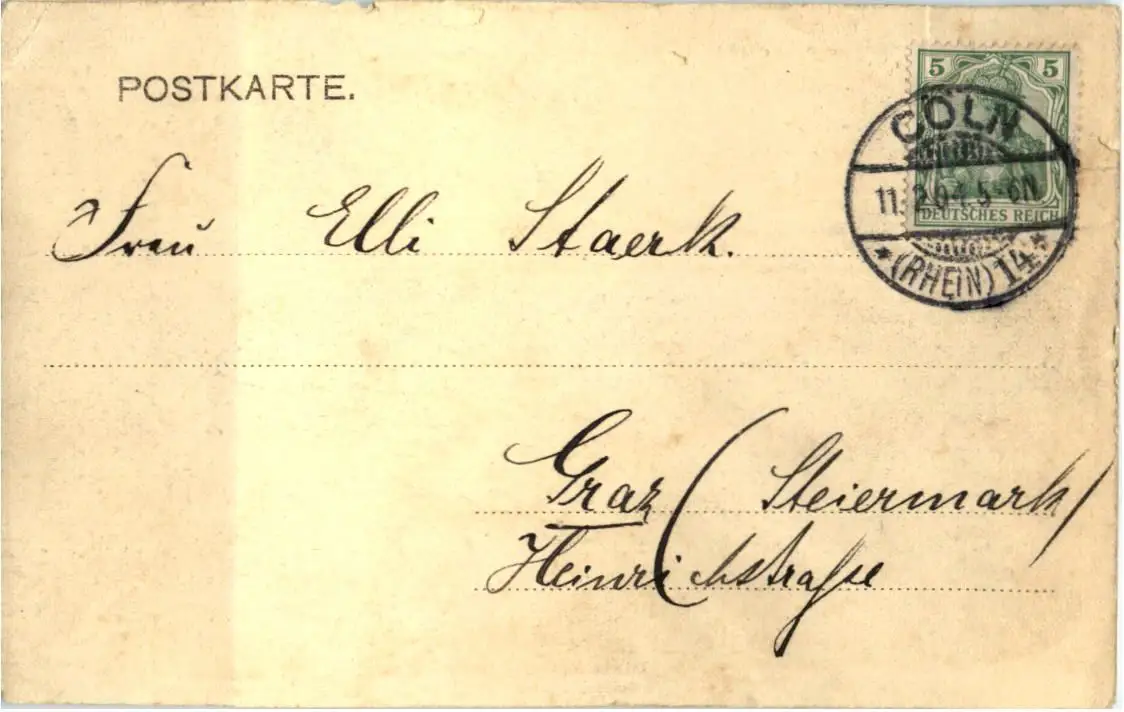 POSTKARTE.
5 5
DEUTSCHES REICH
CÖLN
11.2.04.5-6N
*(RHEIN)14*
Frau Elli Staerk.
Graz (Steiermark)
Heinrichstraße